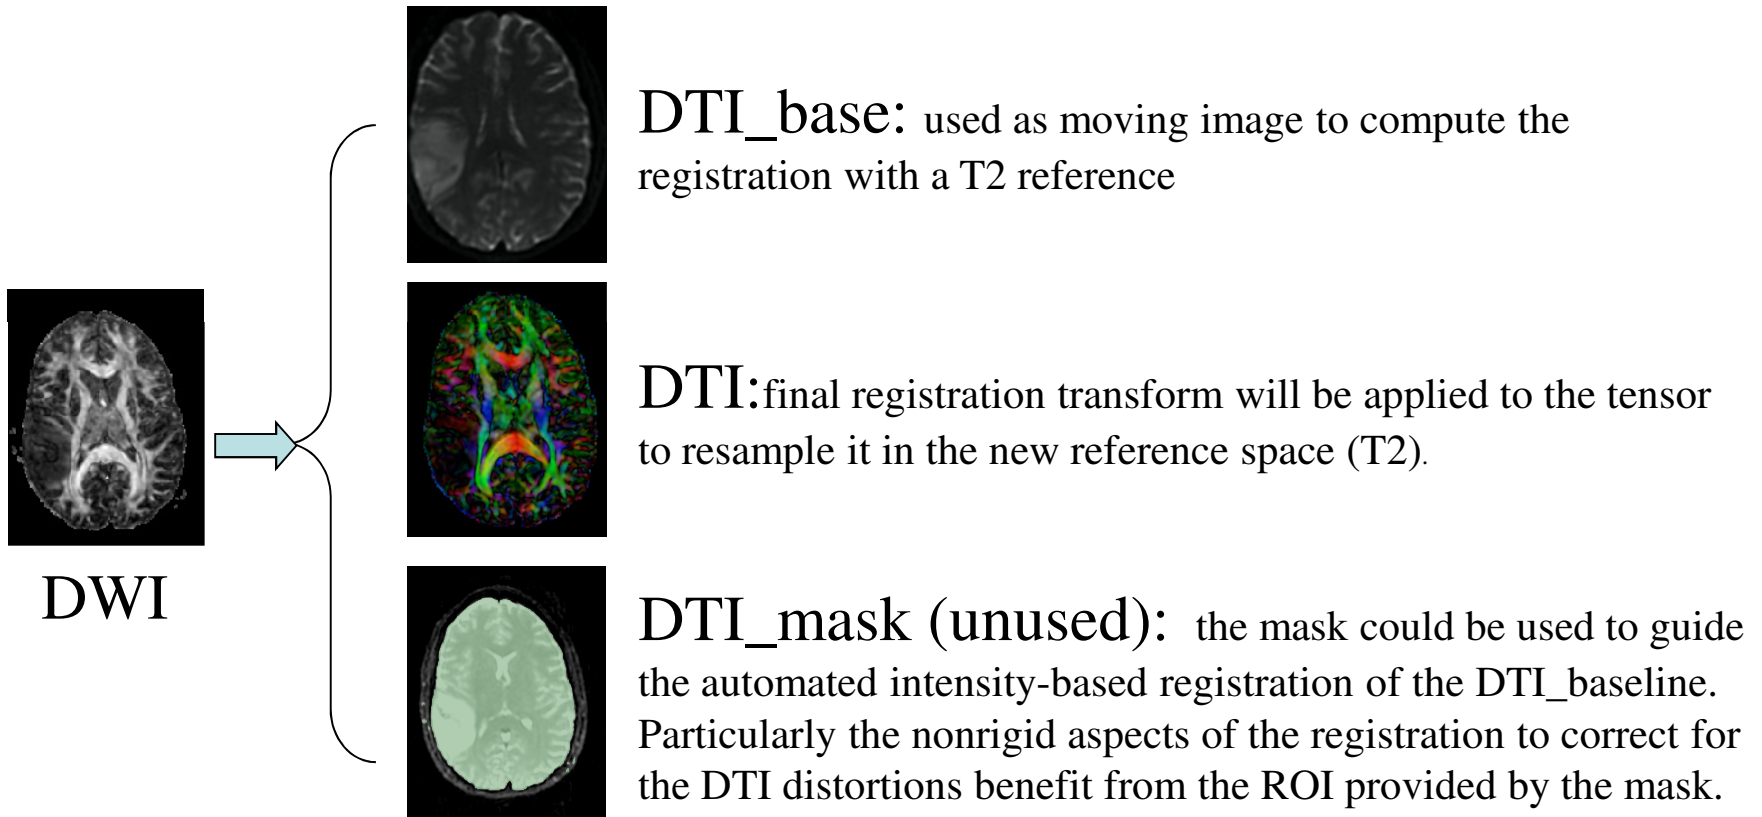 DTI_base: used as moving image to compute the
registration with a T2 reference
DWI
DTI:final registration transform will be applied to the tensor
to resample it in the new reference space (T2).
DTI_mask (unused): the mask could be used to guide
the automated intensity-based registration of the DTI_baseline.
Particularly the nonrigid aspects of the registration to correct for
the DTI distortions benefit from the ROI provided by the mask.